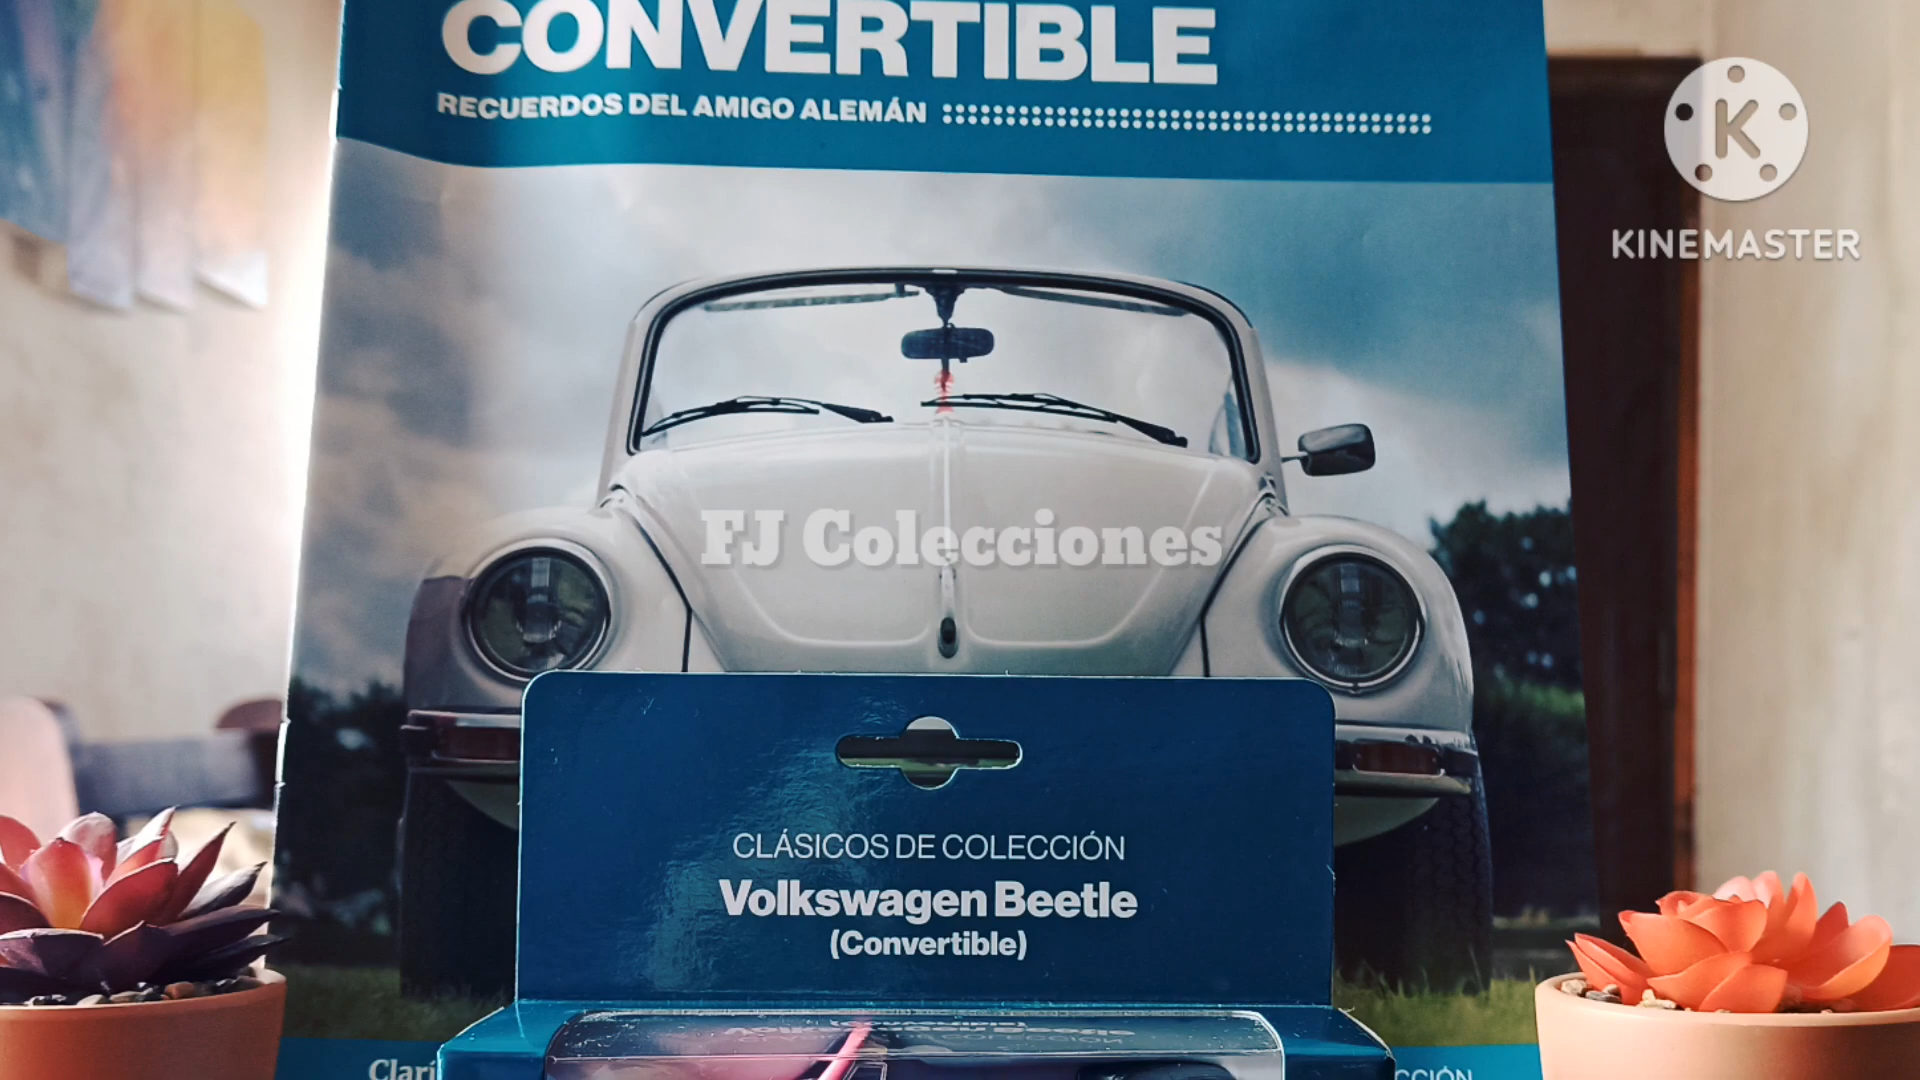 CONVERTIBLE
RECUERDOS DEL AMIGO ALEMÁN
K
KINEMASTER
FJ Colecciones
CLÁSICOS DE COLECCIÓN
Volkswagen Beetle
(Convertible)